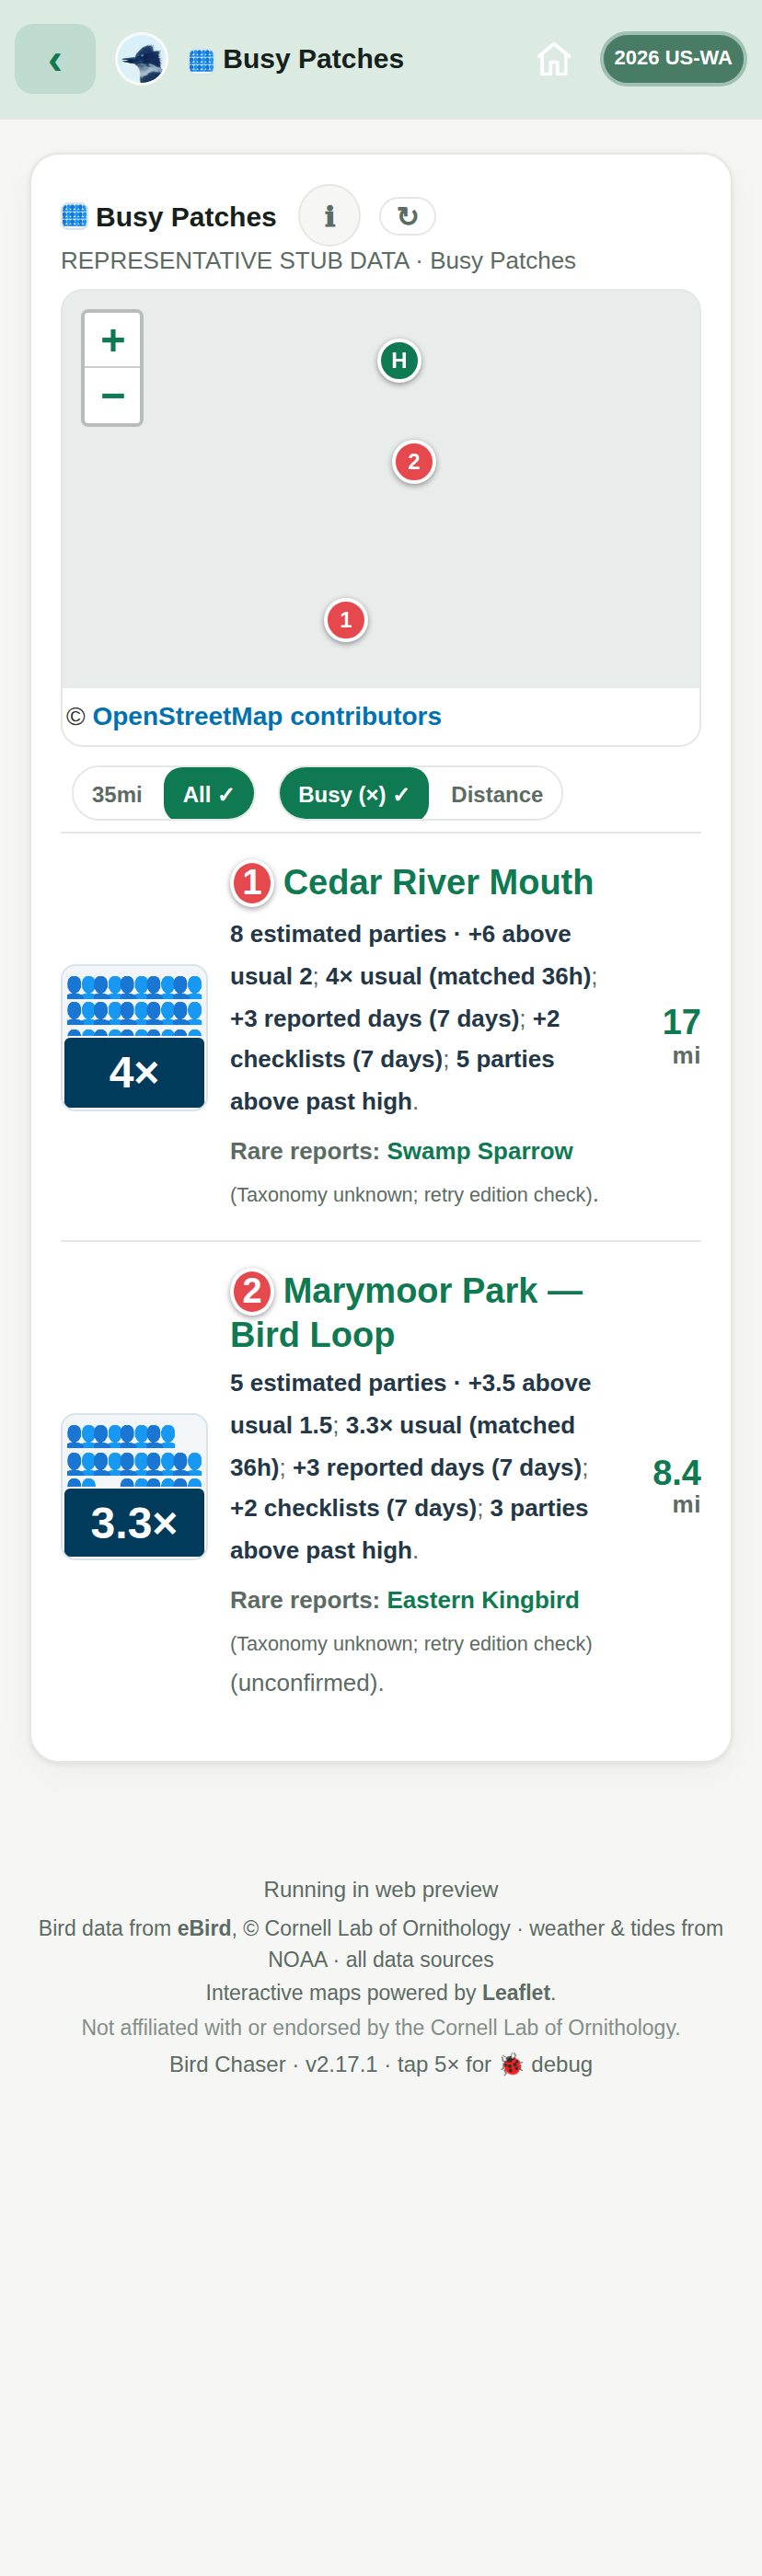 ‹ Busy Patches 2026 US-WA
Busy Patches ℹ ↻
REPRESENTATIVE STUB DATA · Busy Patches
+
−
H
2
1
© OpenStreetMap contributors
35mi All ✓ Busy (×) ✓ Distance
1 Cedar River Mouth
8 estimated parties · +6 above
usual 2; 4× usual (matched 36h);
+3 reported days (7 days); +2
checklists (7 days); 5 parties
above past high.
Rare reports: Swamp Sparrow
(Taxonomy unknown; retry edition check).
4×
17
mi
2 Marymoor Park —
Bird Loop
5 estimated parties · +3.5 above
usual 1.5; 3.3× usual (matched
36h); +3 reported days (7 days);
+2 checklists (7 days); 3 parties
above past high.
Rare reports: Eastern Kingbird
(Taxonomy unknown; retry edition check)
(unconfirmed).
3.3×
8.4
mi
Running in web preview
Bird data from eBird, © Cornell Lab of Ornithology · weather & tides from
NOAA · all data sources
Interactive maps powered by Leaflet.
Not affiliated with or endorsed by the Cornell Lab of Ornithology.
Bird Chaser · v2.17.1 · tap 5× for 🐞 debug